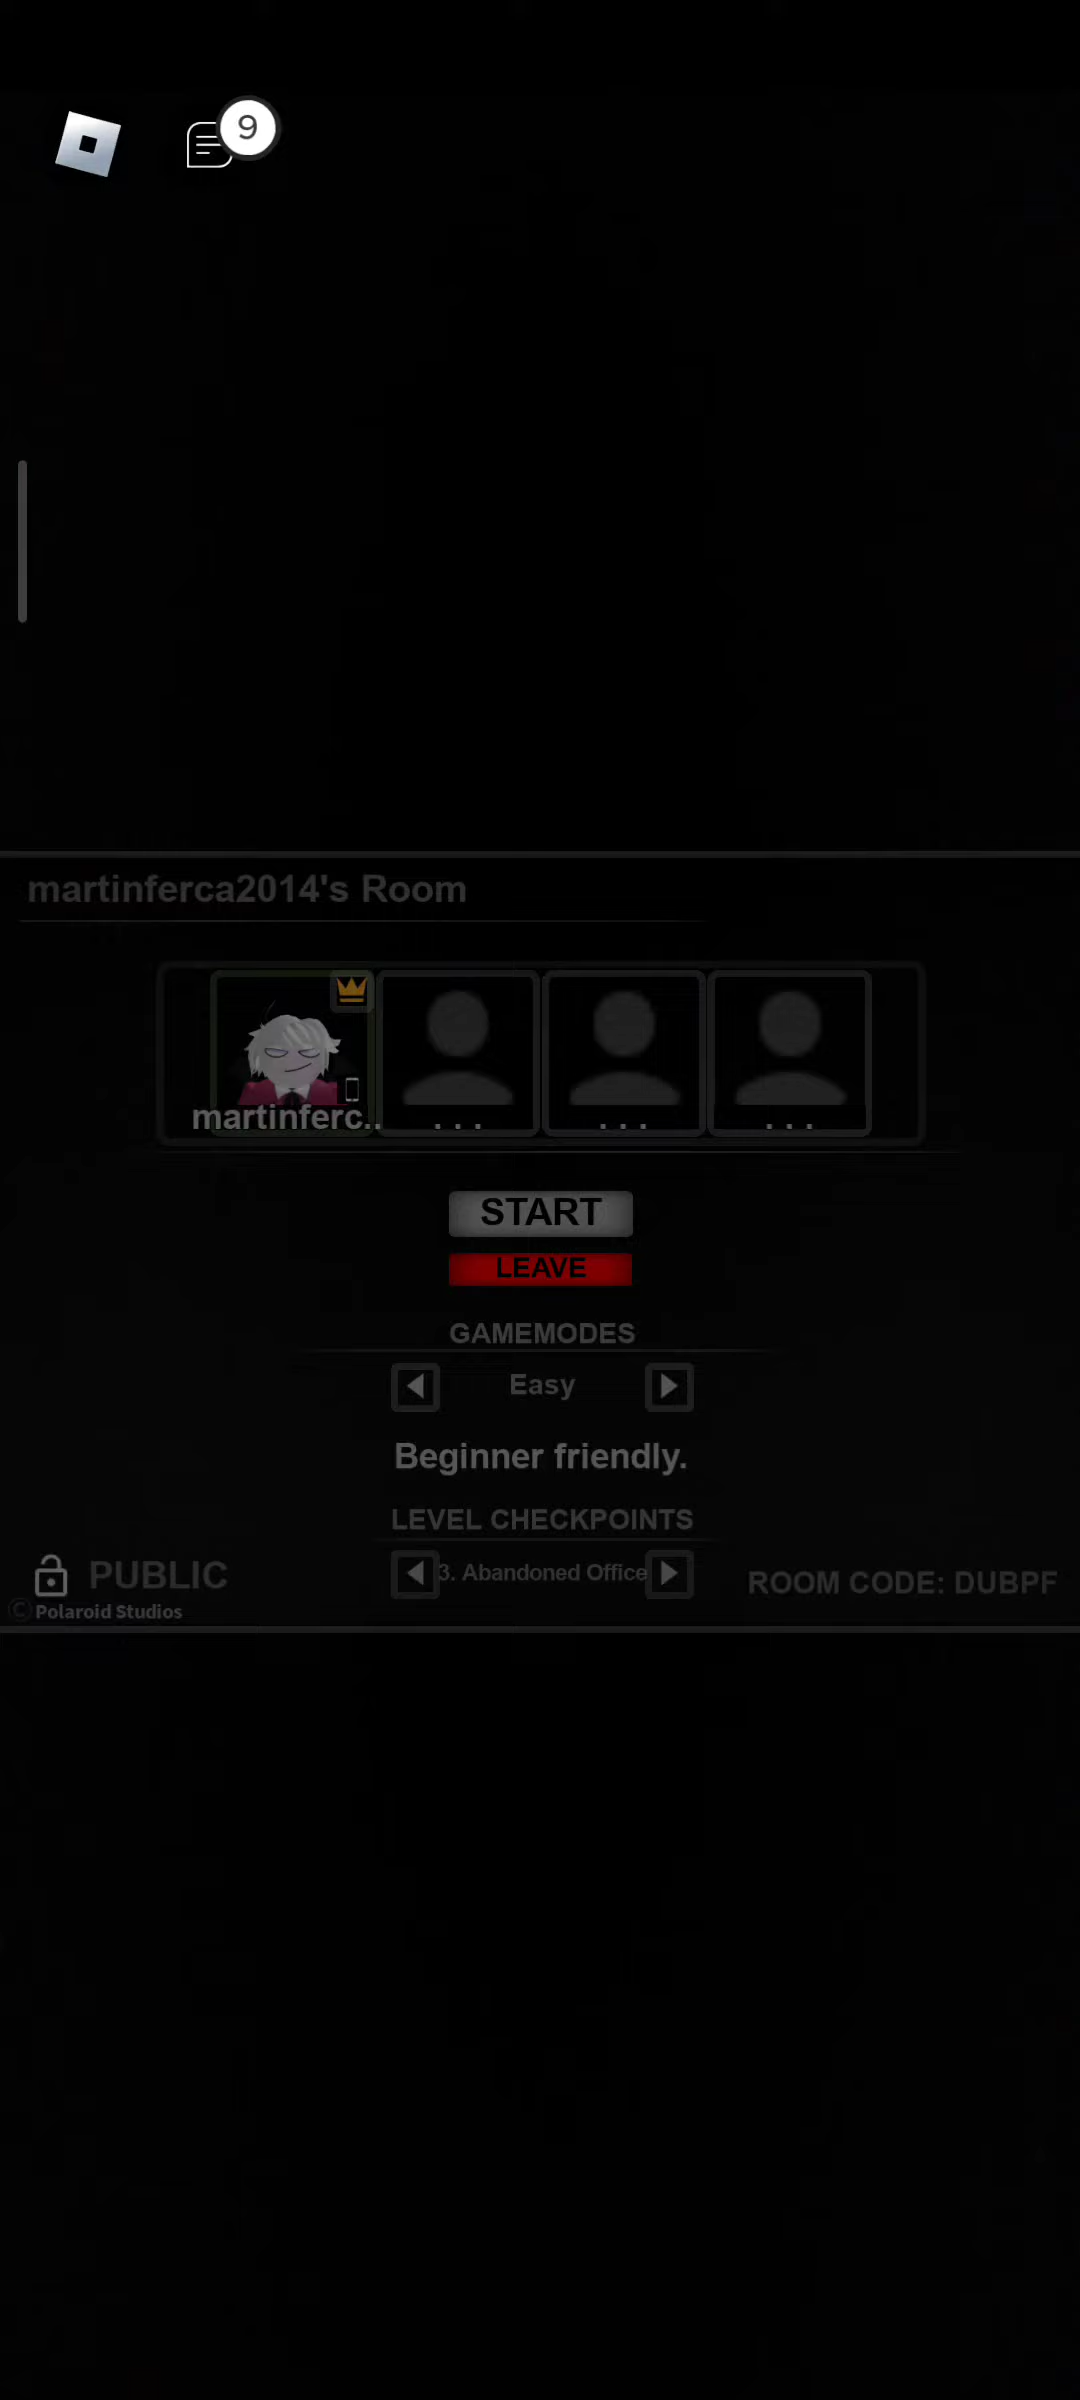 9
martinferca2014's Room
martinferc..
START
LEAVE
GAMEMODES
Easy
Beginner friendly.
LEVEL CHECKPOINTS
3. Abandoned Office
PUBLIC
ROOM CODE: DUBPF
© Polaroid Studios